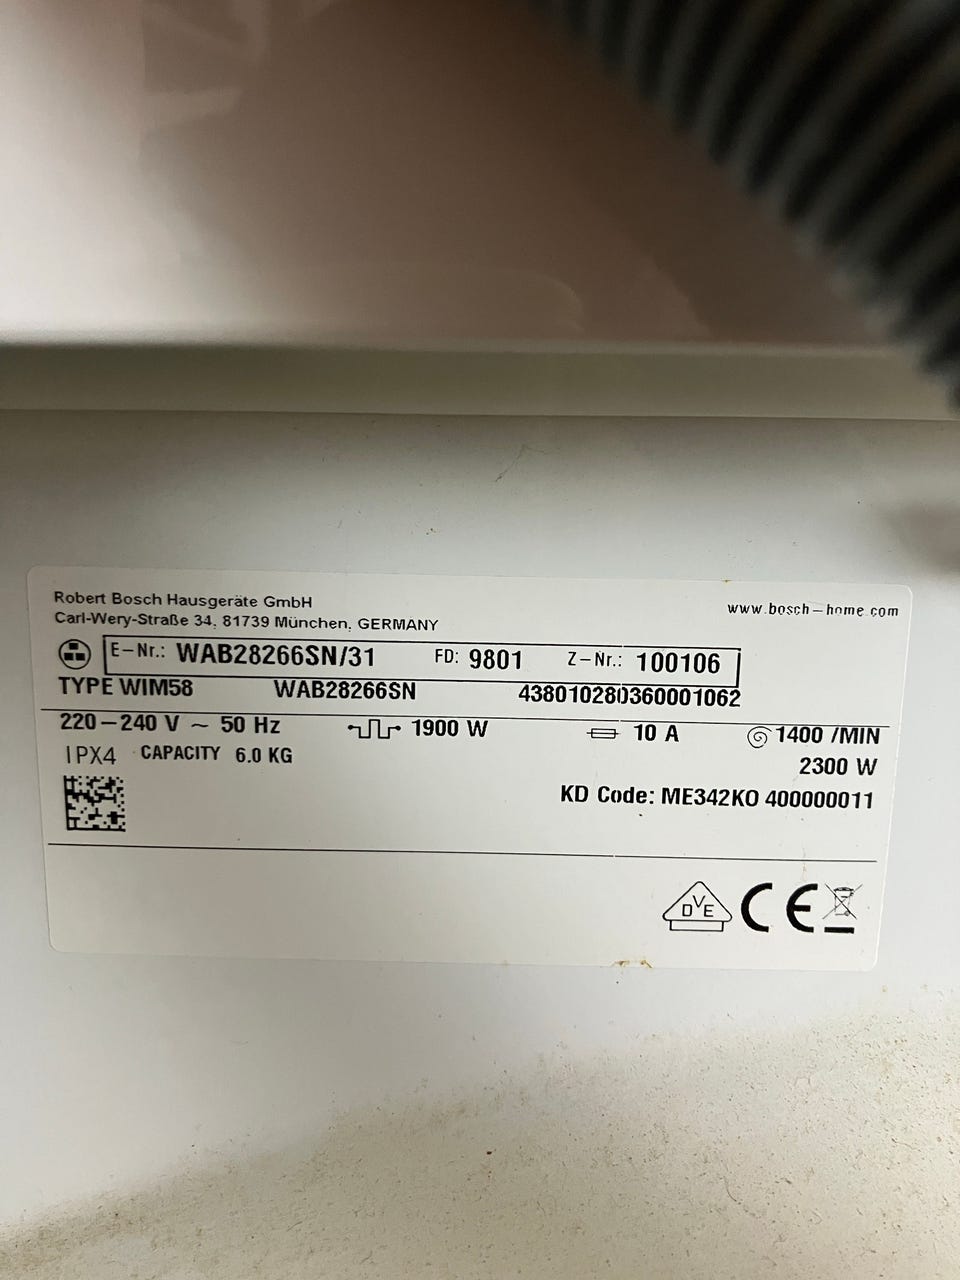 Robert Bosch Hausgeräte GmbH
Carl-Wery-Straße 34, 81739 München, GERMANY
www.bosch-home.com
E-Nr.: WAB28266SN/31 FD: 9801 Z-Nr.: 100106
TYPE WIM58 WAB28266SN 438010280360001062
220-240 V ~ 50 Hz 1900 W 10 A 1400 /MIN
IPX4 CAPACITY 6.0 KG 2300 W
KD Code: ME342KO 400000011
DVE CE